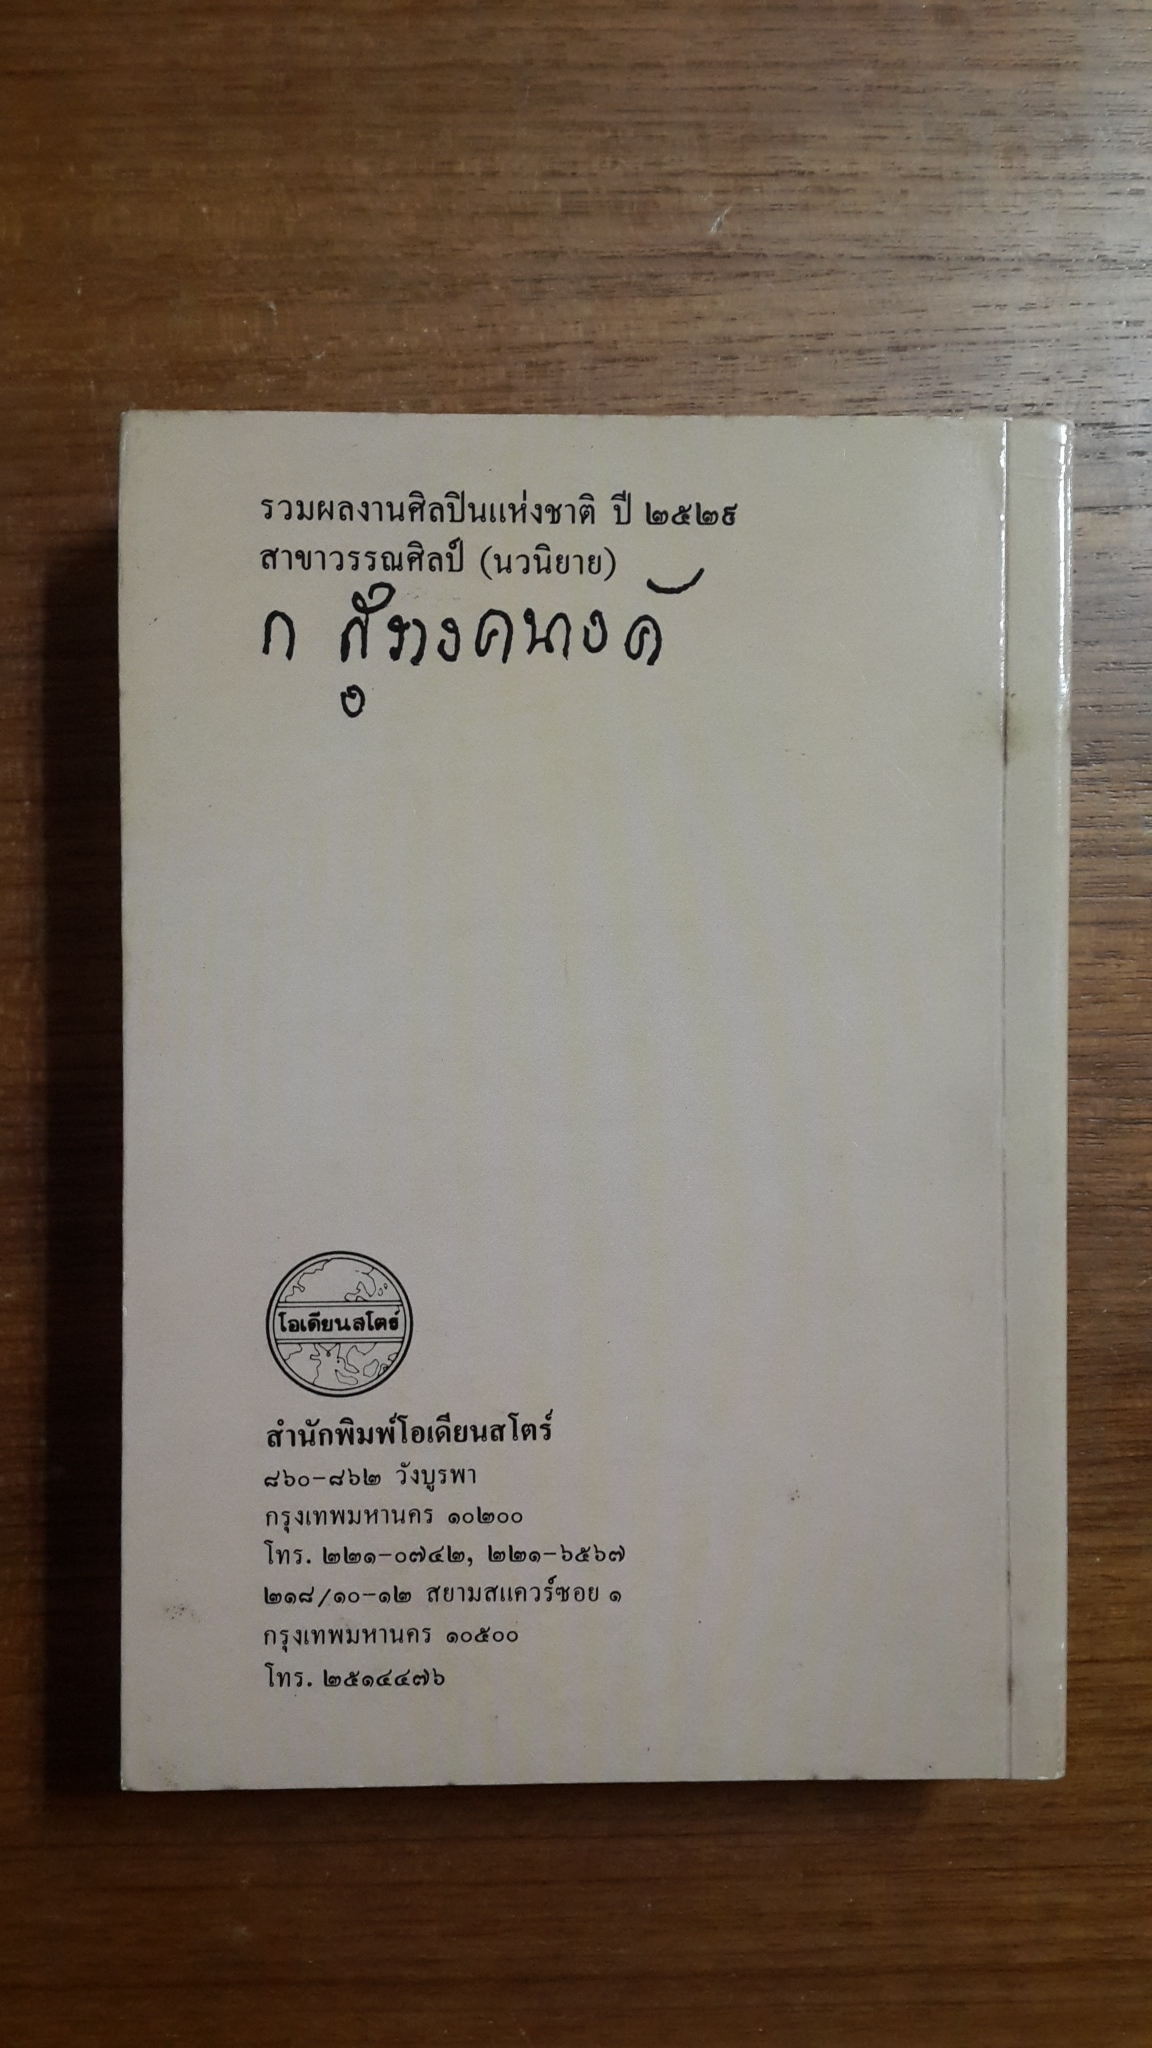 รวมผลงานศิลปินแห่งชาติ ปี ๒๕๒๙
สาขาวรรณศิลป์ (นวนิยาย)
ก สุรางคนางค์
โอเดียนสโตร์
สำนักพิมพ์โอเดียนสโตร์
๘๖๐-๘๖๒ วังบูรพา
กรุงเทพมหานคร ๑๐๒๐๐
โทร. ๒๒๑-๐๗๔๒, ๒๒๑-๖๕๖๗
๒๑๘/๑๐-๑๒ สยามสแควร์ซอย ๑
กรุงเทพมหานคร ๑๐๕๐๐
โทร. ๒๕๑๔๔๗๖